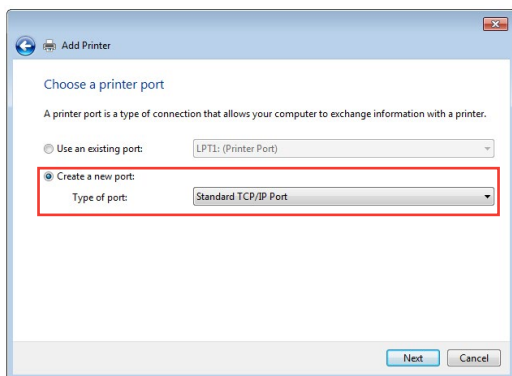 Add Printer
Choose a printer port
A printer port is a type of connection that allows your computer to exchange information with a printer.
Use an existing port:
LPT1: (Printer Port)
Create a new port:
Type of port:
Standard TCP/IP Port
Next
Cancel